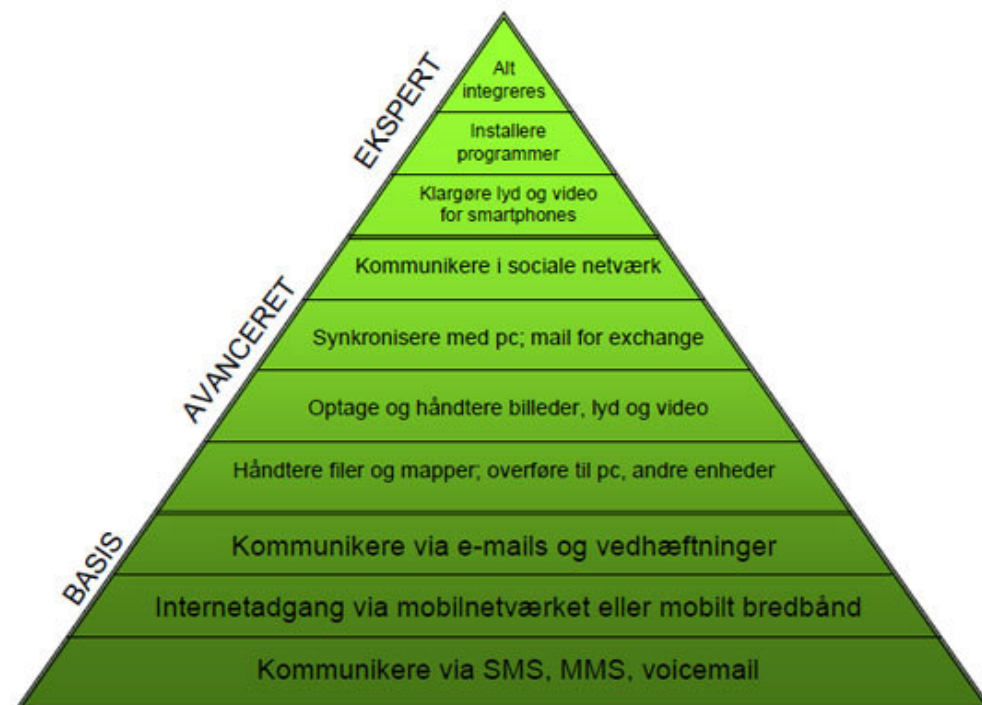 EKSPERT
Alt
integreres
Installere
programmer
Klargøre lyd og video
for smartphones
AVANCERET
Kommunikere i sociale netværk
Synkronisere med pc; mail for exchange
Optage og håndtere billeder, lyd og video
Håndtere filer og mapper; overføre til pc, andre enheder
BASIS
Kommunikere via e-mails og vedhæftninger
Internetadgang via mobilnetværket eller mobilt bredbånd
Kommunikere via SMS, MMS, voicemail